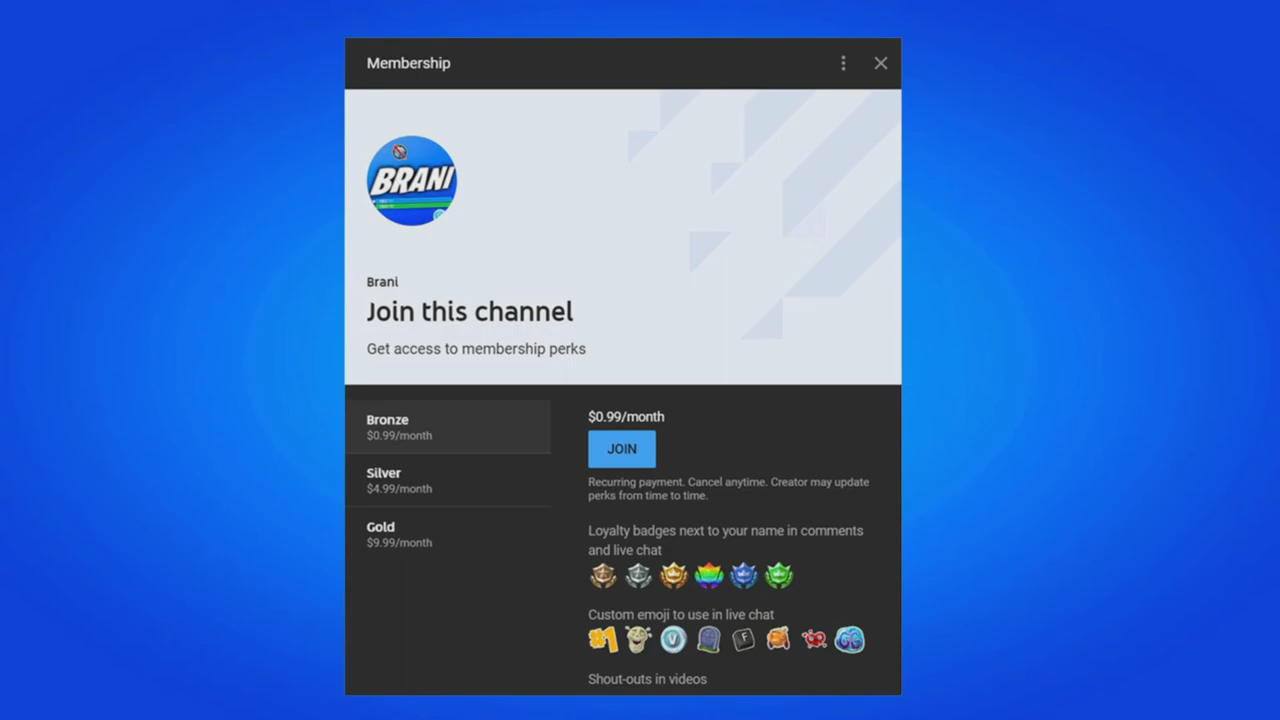 Membership
BRANI
Brani
Join this channel
Get access to membership perks
Bronze
$0.99/month
Silver
$4.99/month
Gold
$9.99/month
$0.99/month
JOIN
Recurring payment. Cancel anytime. Creator may update
perks from time to time.
Loyalty badges next to your name in comments
and live chat
Custom emoji to use in live chat
#1
V
F
GG
Shout-outs in videos